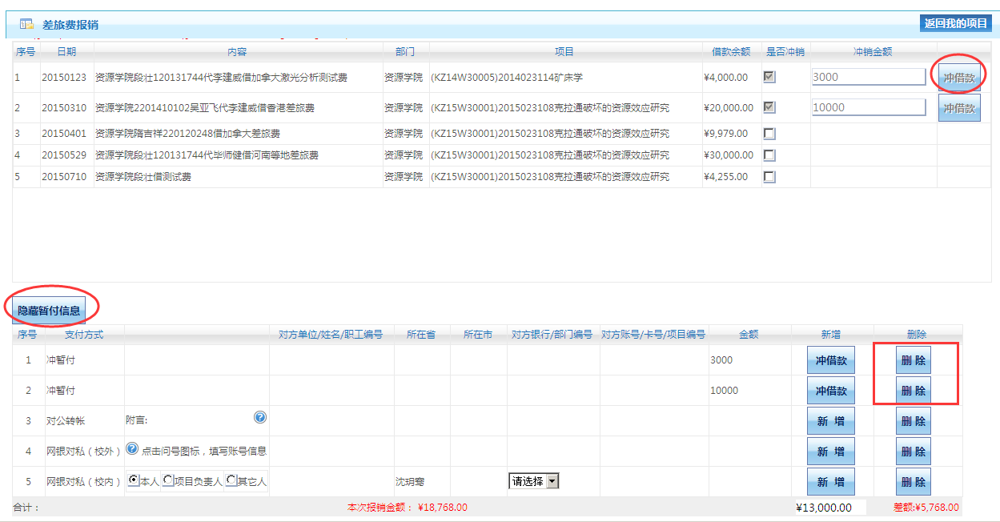 差旅费报销
返回我的项目
序号 日期 内容 部门 项目 借款余额 是否冲销 冲销金额
1 20150123 资源学院段壮120131744代李建威借加拿大激光分析测试费 资源学院 (KZ14W30005)2014023114矿床学 ¥4,000.00 3000 冲借款
2 20150310 资源学院2201410102吴亚飞代李建威借香港差旅费 资源学院 (KZ15W30001)2015023108克拉通破坏的资源效应研究 ¥20,000.00 10000 冲借款
3 20150401 资源学院隋吉祥220120248借加拿大差旅费 资源学院 (KZ15W30001)2015023108克拉通破坏的资源效应研究 ¥9,979.00
4 20150529 资源学院段壮120131744代毕师健借河南等地差旅费 资源学院 (KZ15W30001)2015023108克拉通破坏的资源效应研究 ¥30,000.00
5 20150710 资源学院段壮借测试费 资源学院 (KZ15W30001)2015023108克拉通破坏的资源效应研究 ¥4,255.00
隐藏暂付信息
序号 支付方式 对方单位/姓名/职工编号 所在省 所在市 对方银行/部门编号 对方账号/卡号/项目编号 金额 新增 删除
1 冲暂付 3000 冲借款 删 除
2 冲暂付 10000 冲借款 删 除
3 对公转帐 附言: 新 增 删 除
4 网银对私（校外） 点击问号图标，填写账号信息 新 增 删 除
5 网银对私（校内） 本人 项目负责人 其它人 沈玥骞 请选择 新 增 删 除
合计： 本次报销金额： ¥18,768.00 ¥13,000.00 差额:¥5,768.00